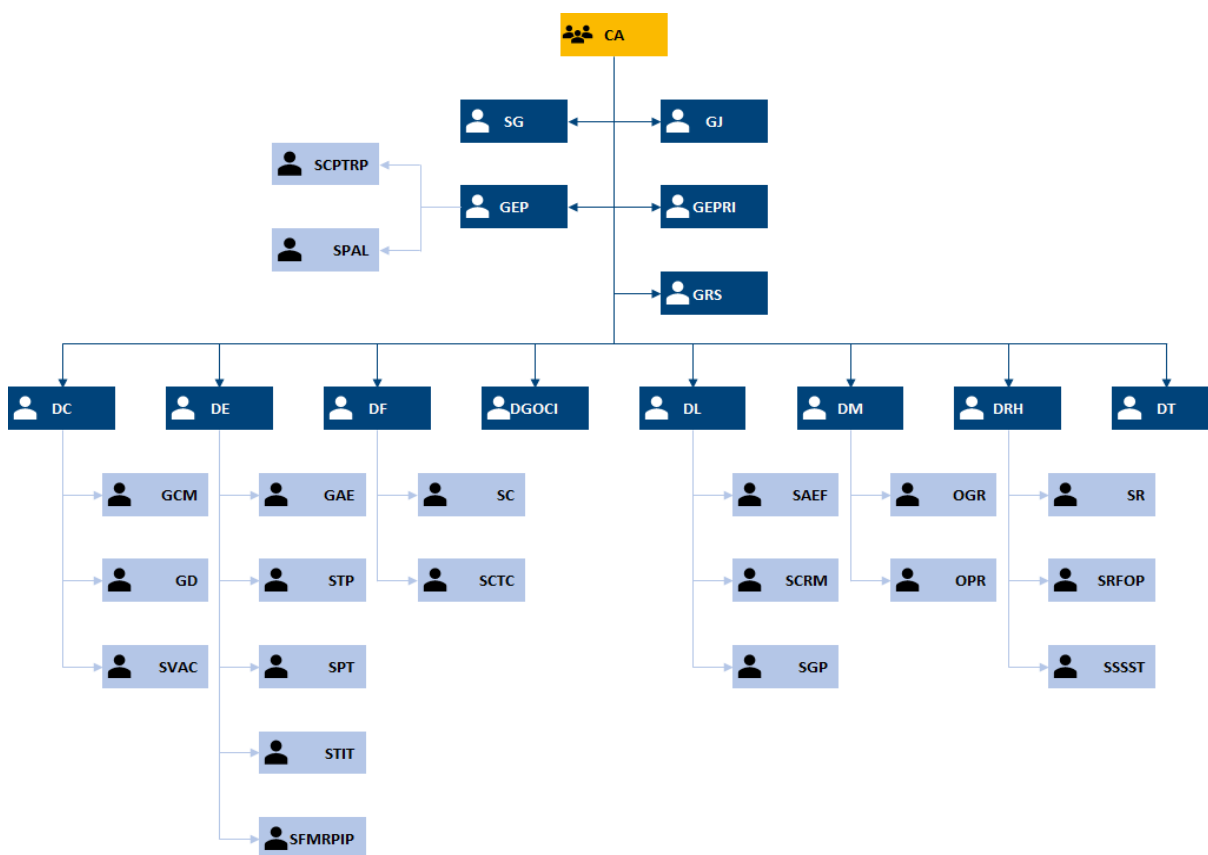 CA
SG
GJ
SCPTRP
GEP
GEPRI
SPAL
GRS
DC
DE
DF
DGOCI
DL
DM
DRH
DT
GCM
GAE
SC
SAEF
OGR
SR
GD
STP
SCTC
SCRM
OPR
SRFOP
SVAC
SPT
SGP
SSSST
STIT
SFMRPIP